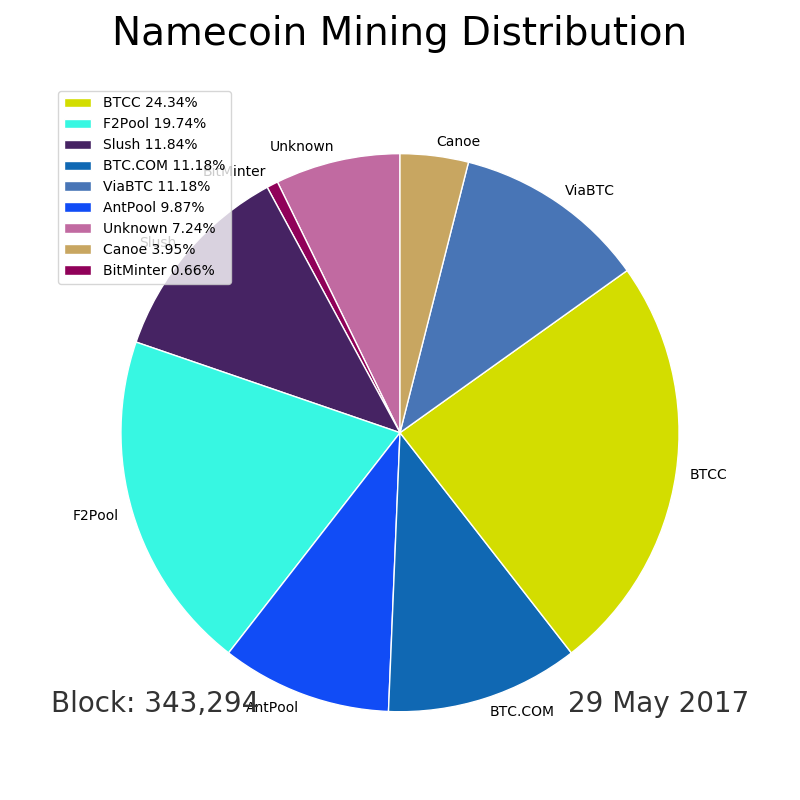 Namecoin Mining Distribution
BTCC 24.34%
F2Pool 19.74%
Slush 11.84%
BTC.COM 11.18%
ViaBTC 11.18%
AntPool 9.87%
Unknown 7.24%
Canoe 3.95%
BitMinter 0.66%
Canoe
Unknown
BitMinter
ViaBTC
Slush
BTCC
F2Pool
AntPool
BTC.COM
Block: 343,294
29 May 2017